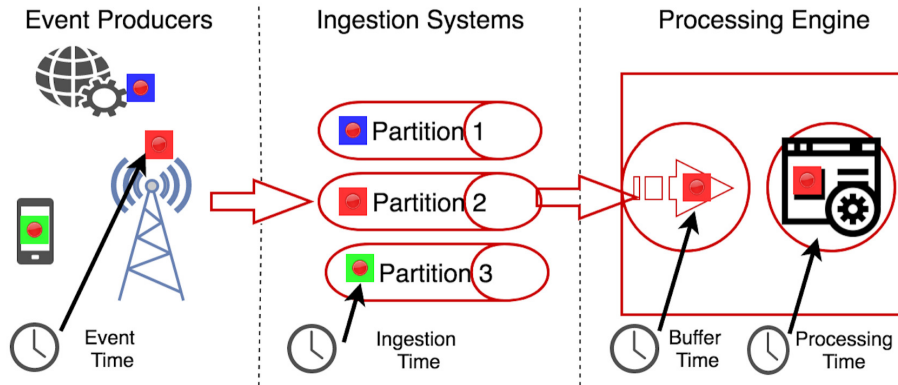 Event Producers
Ingestion Systems
Processing Engine
Partition 1
Partition 2
Partition 3
Event
Time
Ingestion
Time
Buffer
Time
Processing
Time